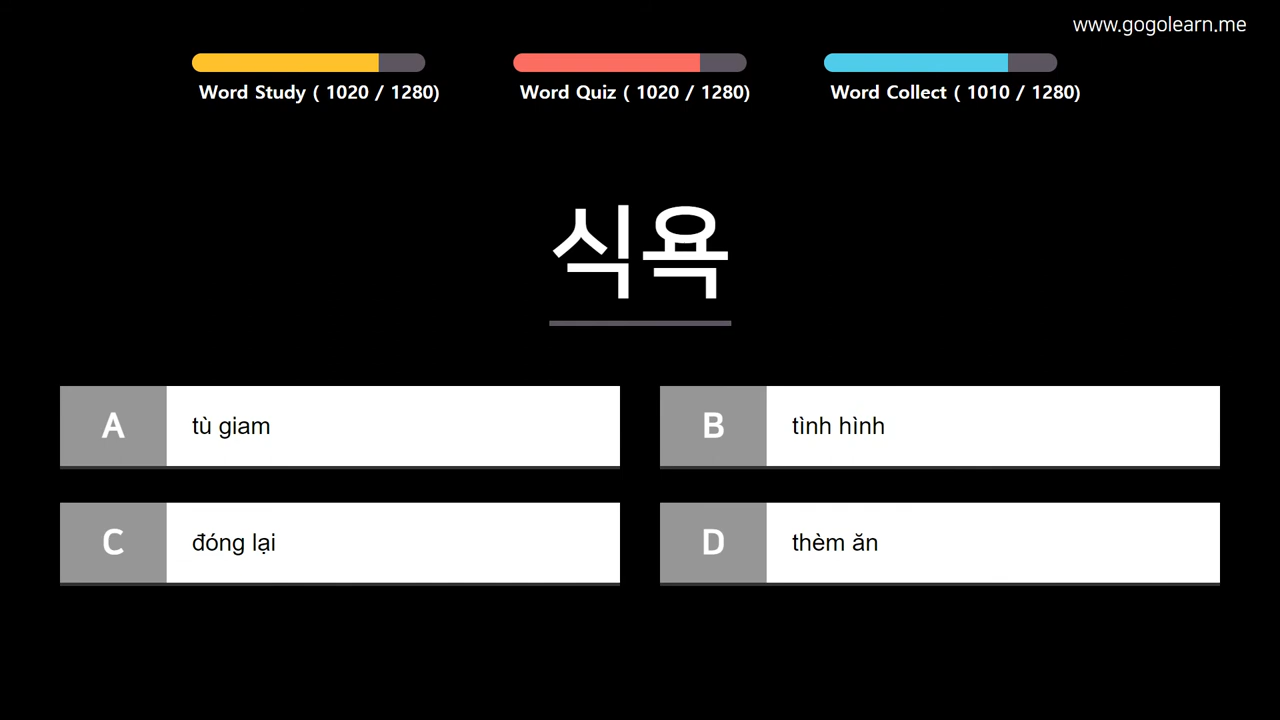 www.gogolearn.me
Word Study ( 1020 / 1280)
Word Quiz ( 1020 / 1280)
Word Collect ( 1010 / 1280)
식욕
A tù giam
B tình hình
C đóng lại
D thèm ăn